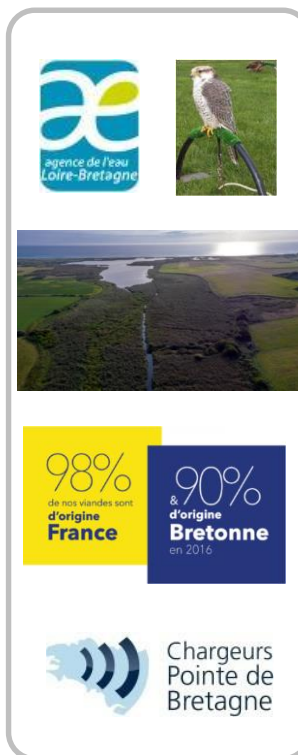 agence de l'eau
Loire-Bretagne
98%
de nos viandes sont
d'origine
France
& 90%
d'origine
Bretonne
en 2016
Chargeurs
Pointe de
Bretagne